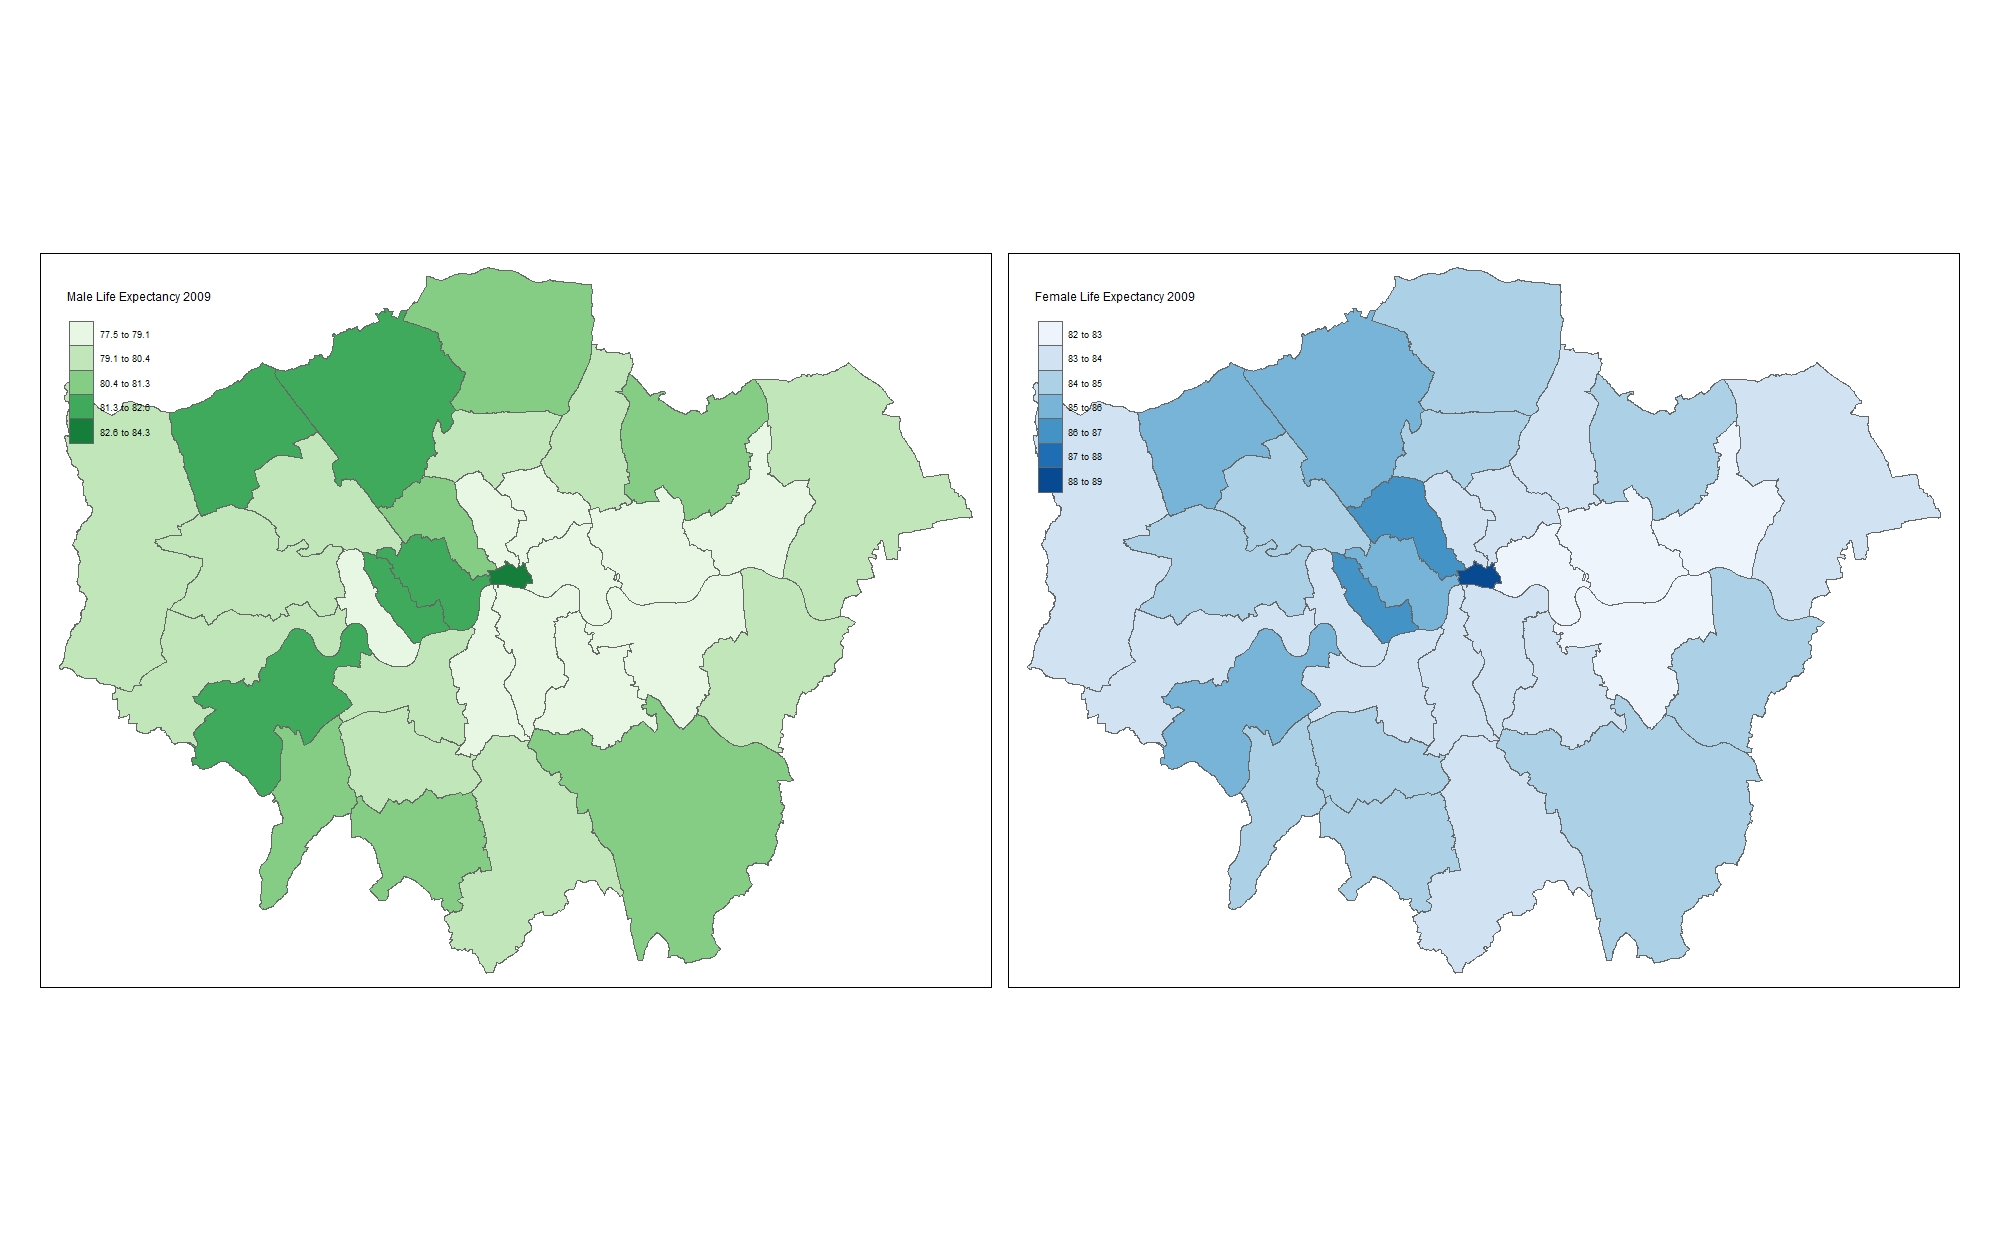 Male Life Expectancy 2009
77.5 to 79.1
79.1 to 80.4
80.4 to 81.3
81.3 to 82.6
82.6 to 84.3
Female Life Expectancy 2009
82 to 83
83 to 84
84 to 85
85 to 86
86 to 87
87 to 88
88 to 89